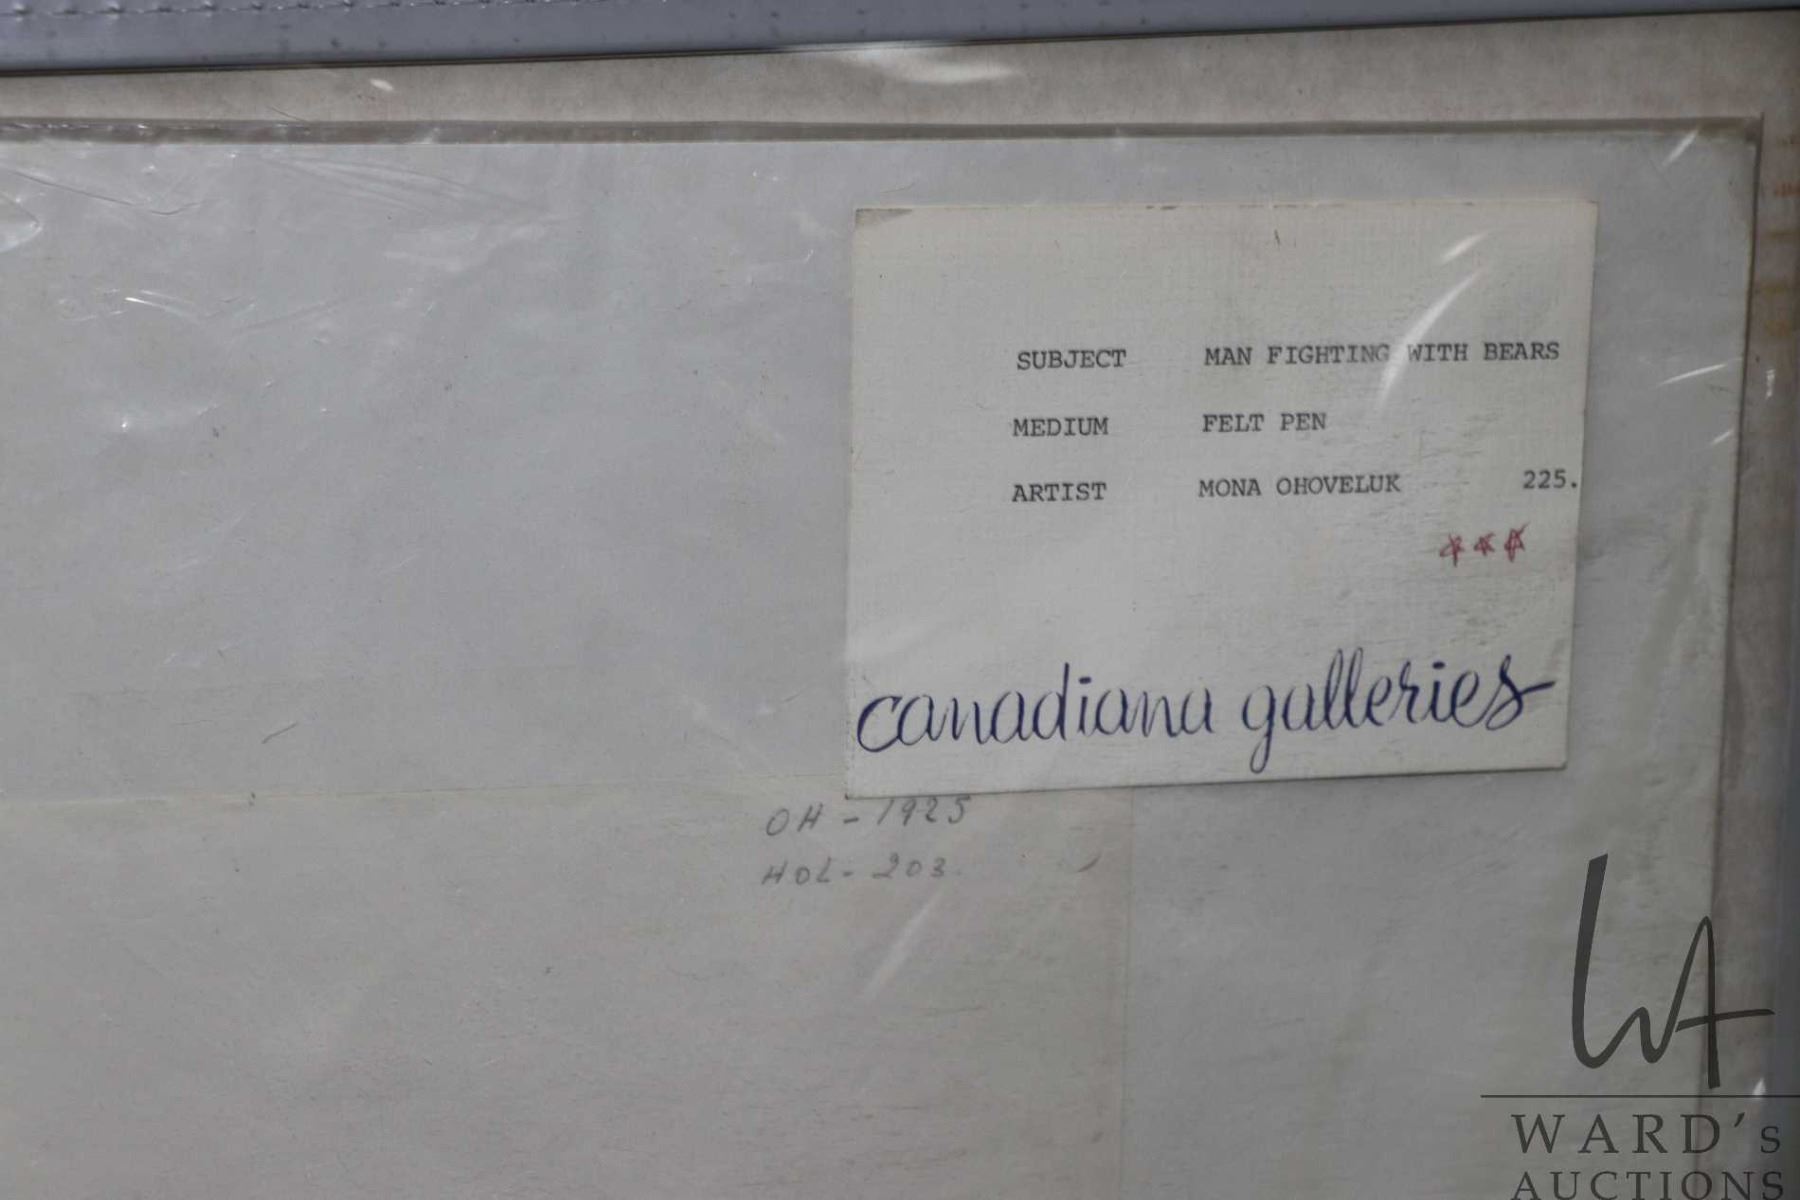 SUBJECT MAN FIGHTING WITH BEARS
MEDIUM FELT PEN
ARTIST MONA OHOVELUK 225.
canadiana galleries
OH - 1925
HOL - 203.
WARD's
AUCTIONS